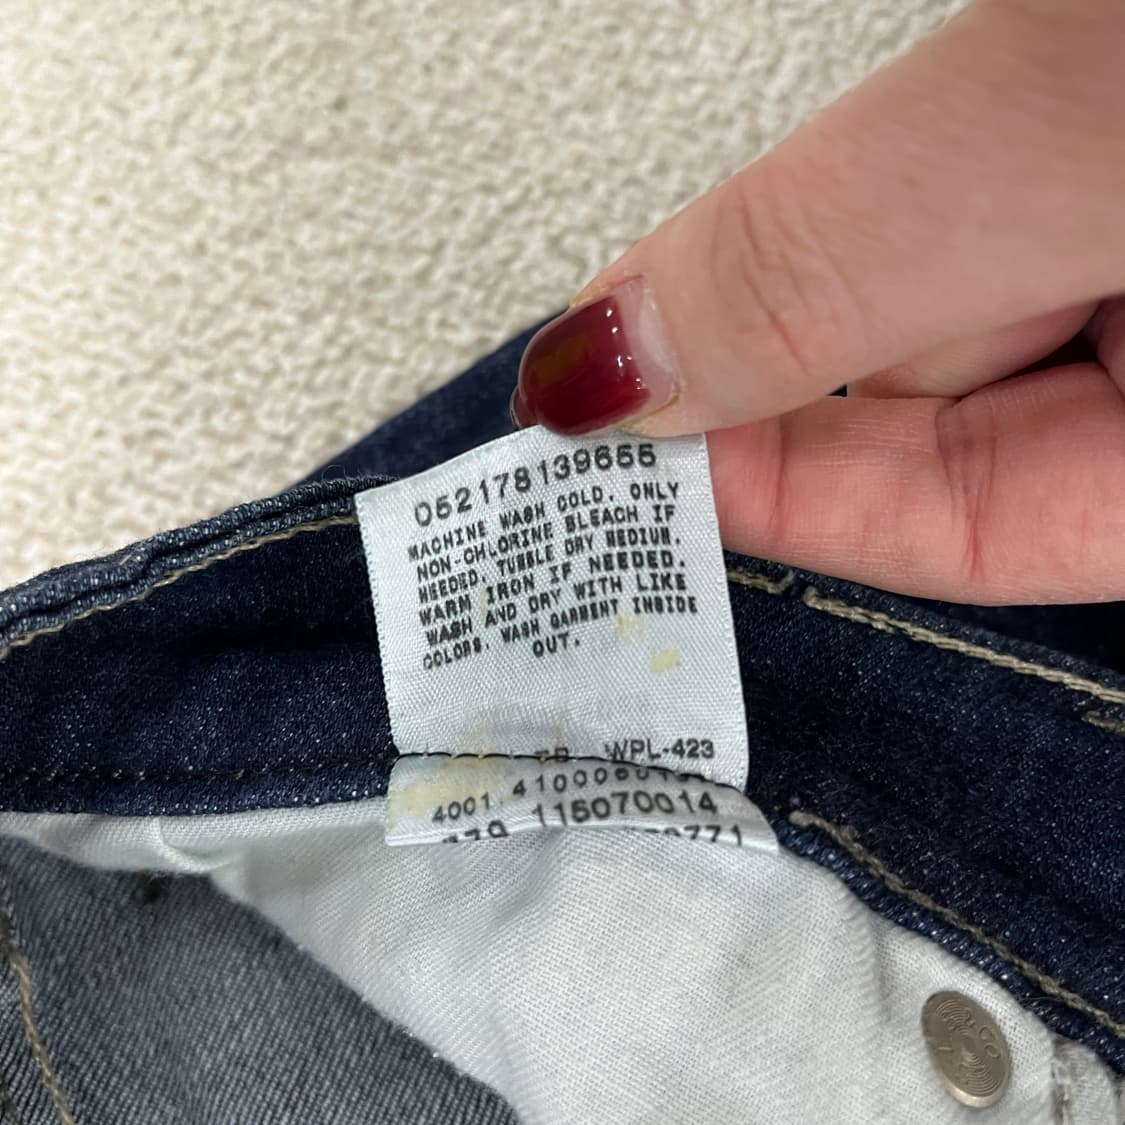 052178139655
MACHINE WASH COLD. ONLY
NON-CHLORINE BLEACH IF
NEEDED. TUMBLE DRY MEDIUM.
WARM IRON IF NEEDED.
WASH AND DRY WITH LIKE
COLORS. WASH GARMENT INSIDE
OUT.
WPL-423
4001
115070014